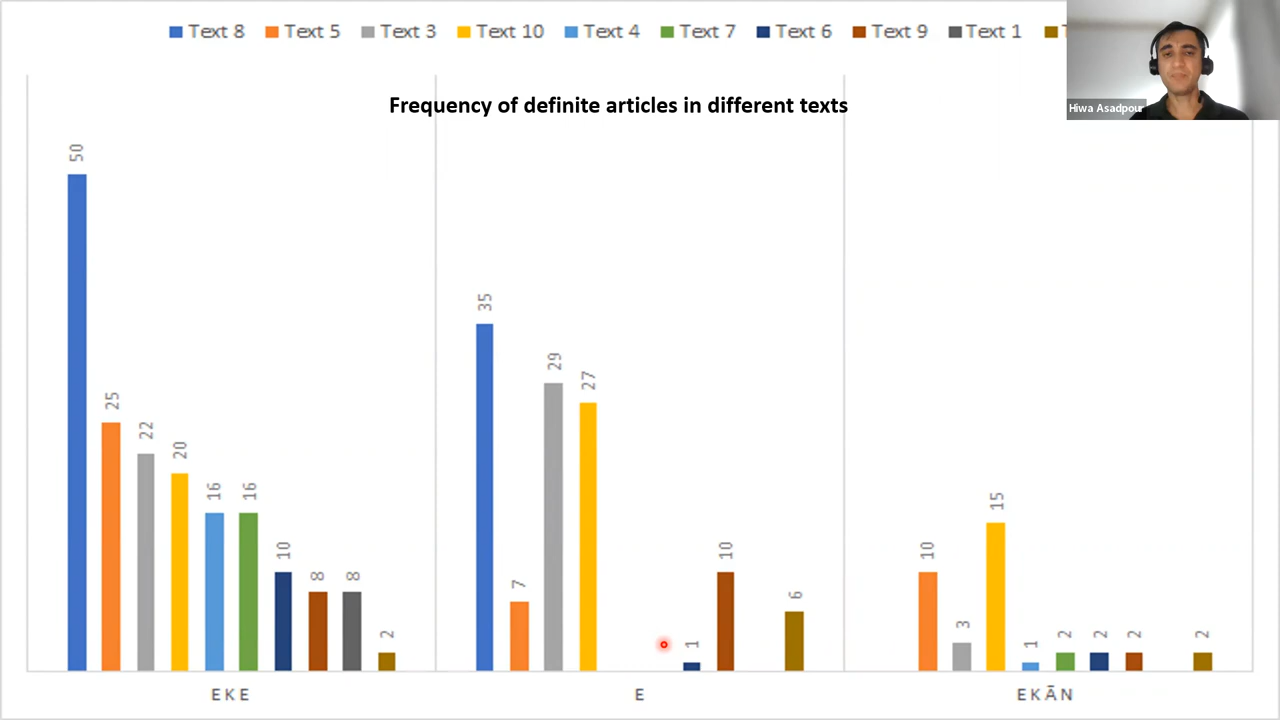 Text 8 Text 5 Text 3 Text 10 Text 4 Text 7 Text 6 Text 9 Text 1
Hiwa Asadpour
Frequency of definite articles in different texts
50 25 22 20 16 16 10 8 8 2
35 7 29 27 1 10 6
10 3 15 1 2 2 2 2
EKE E EKĀN